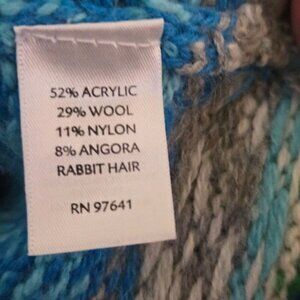 52% ACRYLIC
29% WOOL
11% NYLON
8% ANGORA
RABBIT HAIR
RN 97641